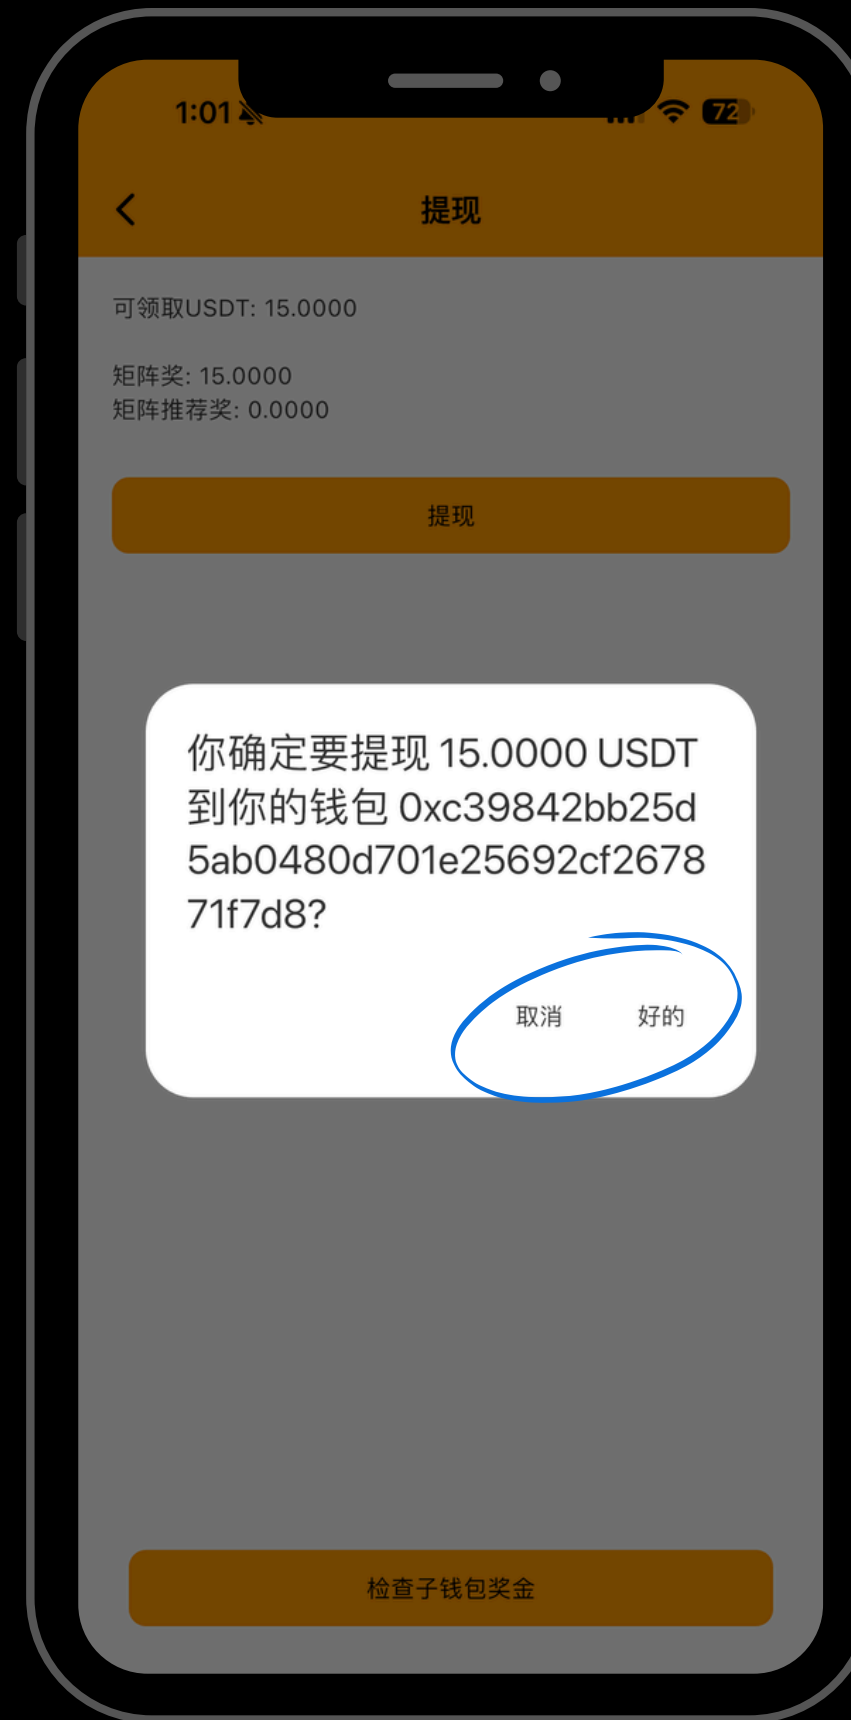 1:01
72
提现
可领取USDT: 15.0000
矩阵奖: 15.0000
矩阵推荐奖: 0.0000
提现
你确定要提现 15.0000 USDT
到你的钱包 0xc39842bb25d
5ab0480d701e25692cf2678
71f7d8?
取消 好的
检查子钱包奖金